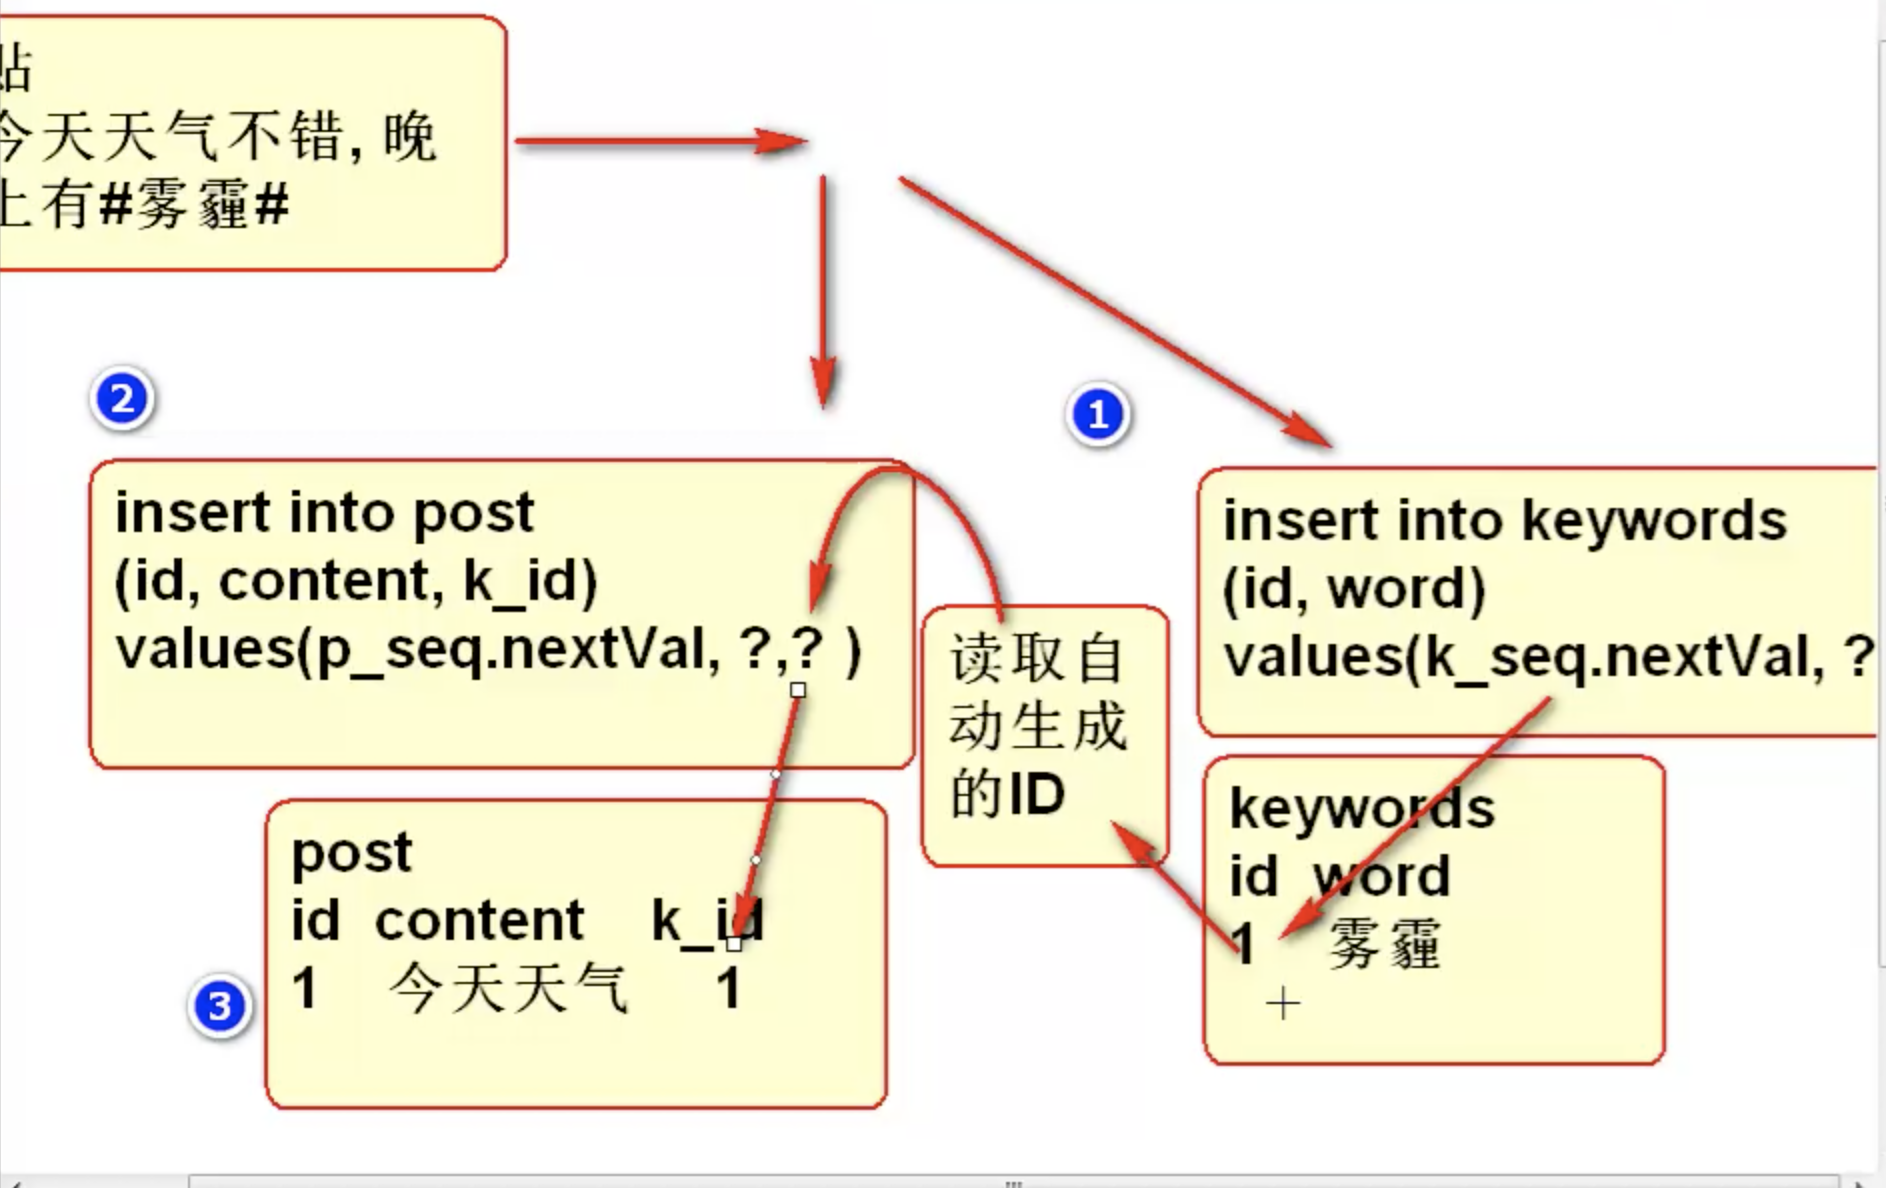 贴
今天天气不错, 晚
上有#雾霾#
2
1
insert into post
(id, content, k_id)
values(p_seq.nextVal, ?,? )
insert into keywords
(id, word)
values(k_seq.nextVal, ?
读取自
动生成
的ID
post
id content k_id
1 今天天气 1
3
keywords
id word
1 雾霾